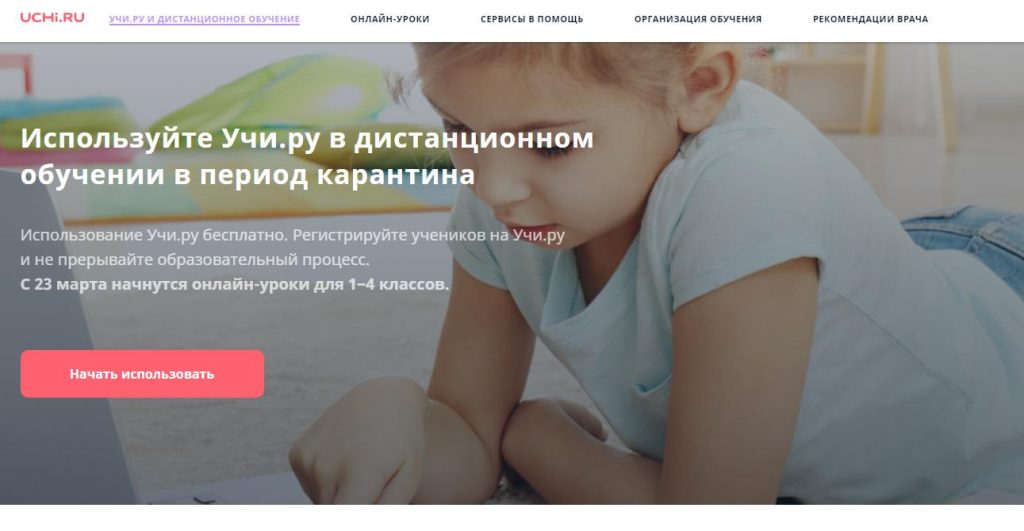 UCHi.RU
УЧИ.РУ И ДИСТАНЦИОННОЕ ОБУЧЕНИЕ
ОНЛАЙН-УРОКИ
СЕРВИСЫ В ПОМОЩЬ
ОРГАНИЗАЦИЯ ОБУЧЕНИЯ
РЕКОМЕНДАЦИИ ВРАЧА
Используйте Учи.ру в дистанционном
обучении в период карантина
Использование Учи.ру бесплатно. Регистрируйте учеников на Учи.ру
и не прерывайте образовательный процесс.
С 23 марта начнутся онлайн-уроки для 1–4 классов.
Начать использовать